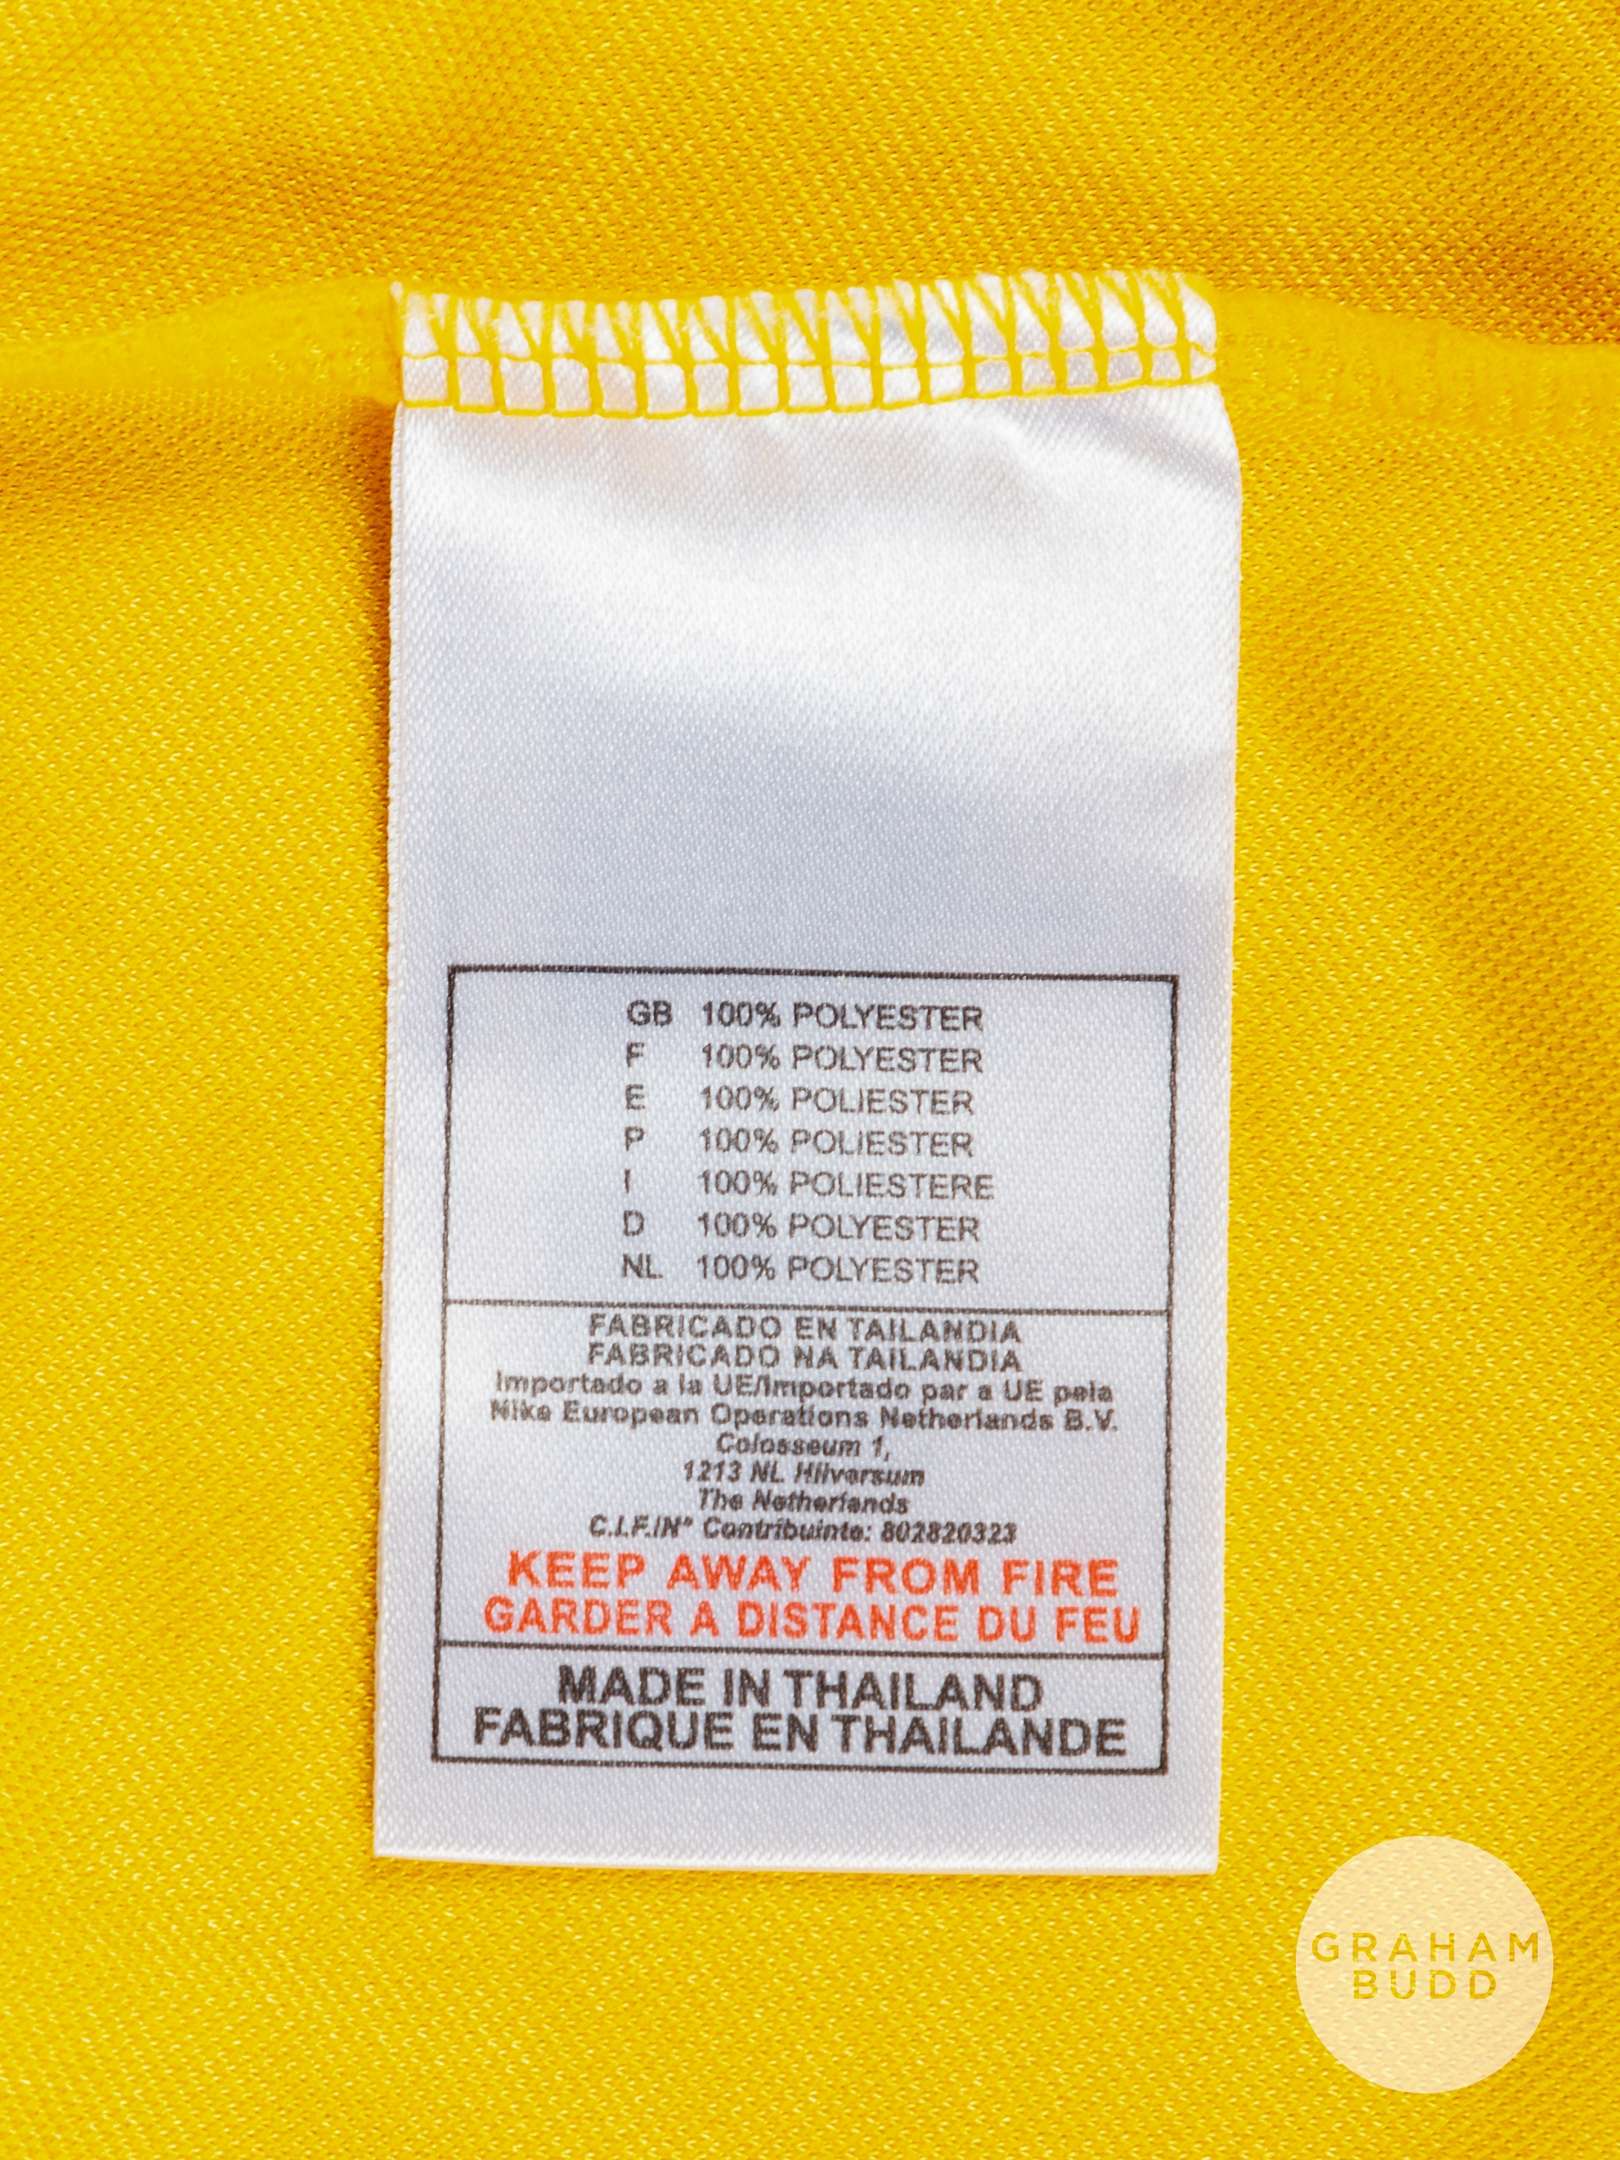 GB 100% POLYESTER
F 100% POLYESTER
E 100% POLIESTER
P 100% POLIESTER
I 100% POLIESTERE
D 100% POLYESTER
NL 100% POLYESTER
FABRICADO EN TAILANDIA
FABRICADO NA TAILANDIA
Importado a la UE/Importado par a UE pela
Nike European Operations Netherlands B.V.
Colosseum 1,
1213 NL Hilversum
The Netherlands
C.I.F./N° Contribuinte: 802820323
KEEP AWAY FROM FIRE
GARDER A DISTANCE DU FEU
MADE IN THAILAND
FABRIQUE EN THAILANDE
GRAHAM
BUDD